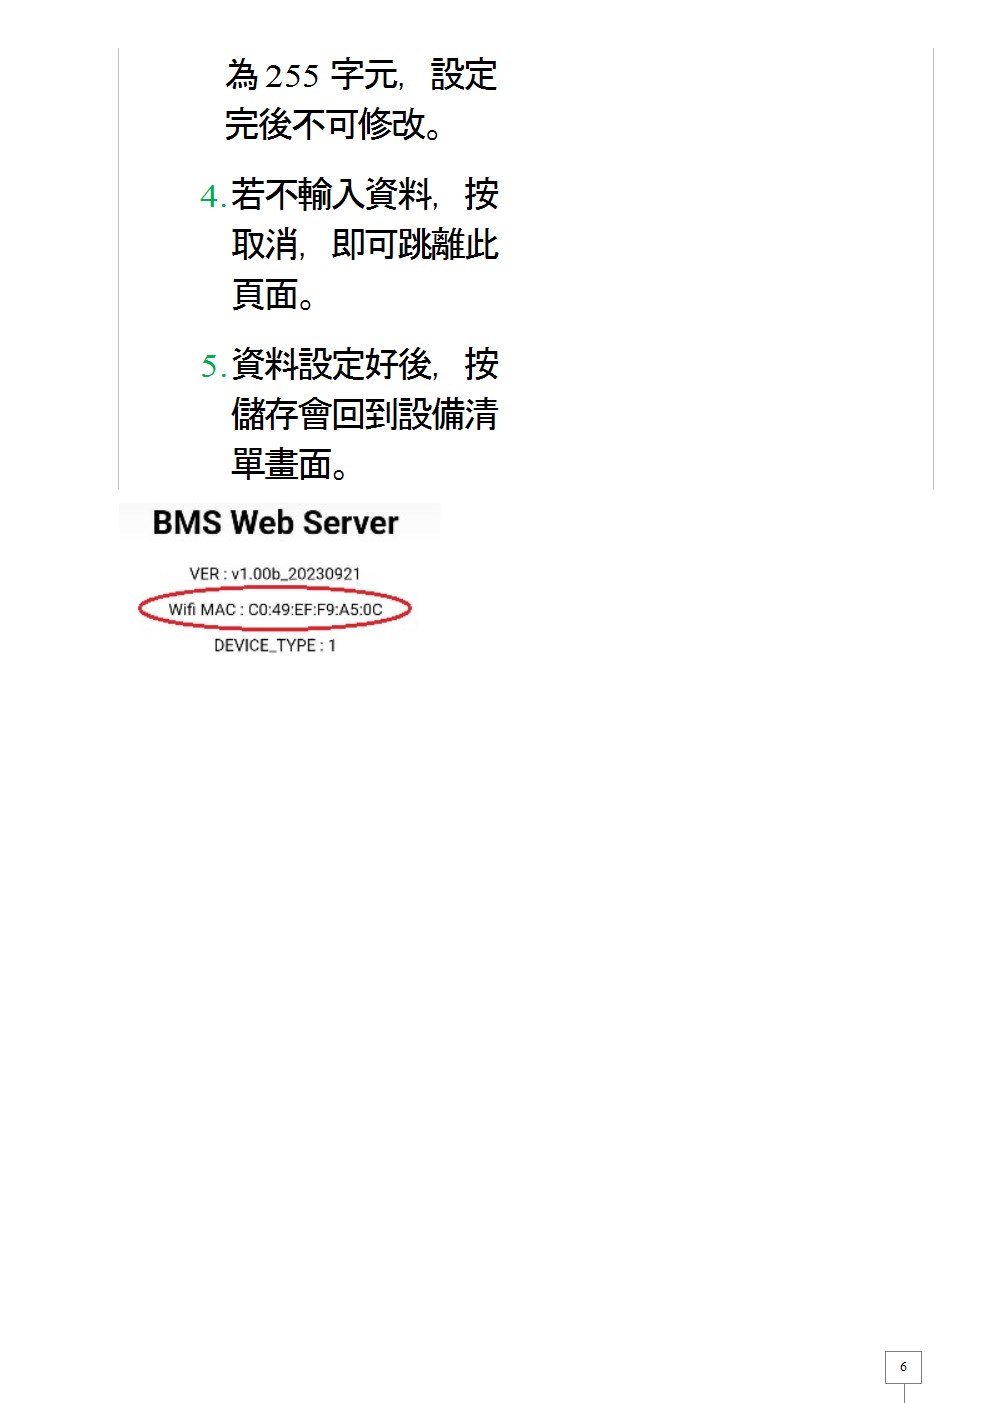 為 255 字元，設定
完後不可修改。
4. 若不輸入資料，按
取消，即可跳離此
頁面。
5. 資料設定好後，按
儲存會回到設備清
單畫面。
BMS Web Server
VER : v1.00b_20230921
Wifi MAC : C0:49:EF:F9:A5:0C
DEVICE_TYPE : 1
6